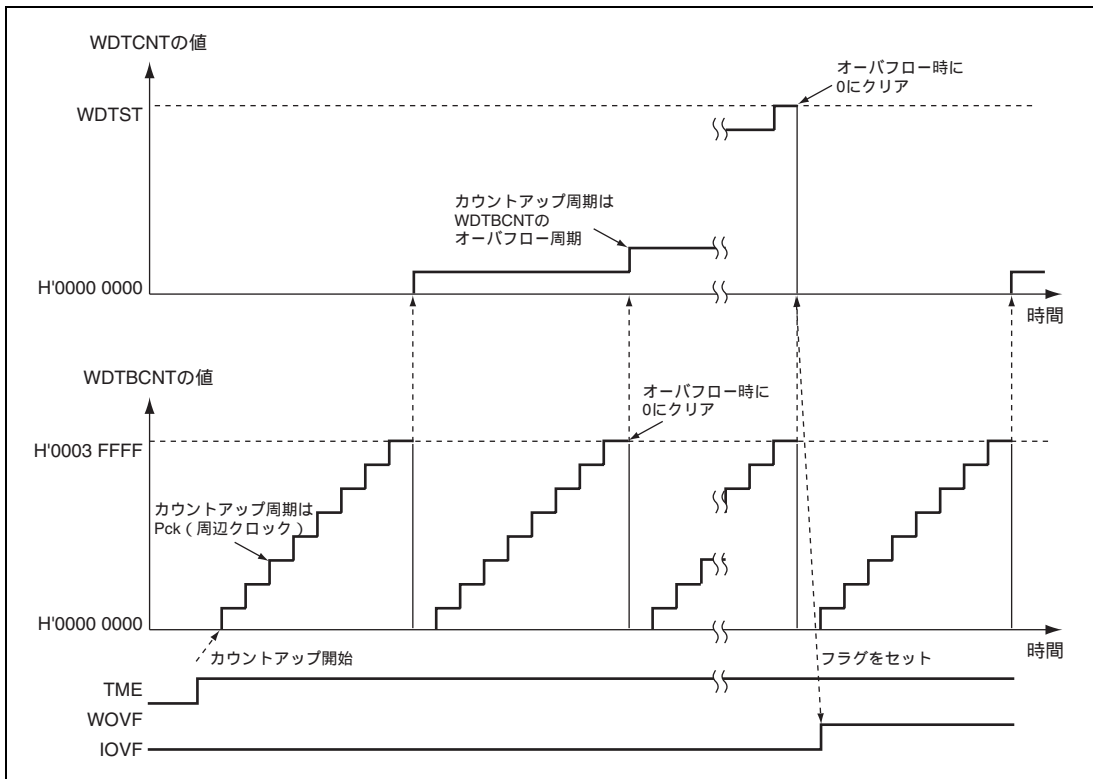 WDTCNTの値
オーバフロー時に
0にクリア
WDTST
カウントアップ周期は
WDTBCNTの
オーバフロー周期
H'0000 0000
時間
WDTBCNTの値
オーバフロー時に
0にクリア
H'0003 FFFF
カウントアップ周期は
Pck（周辺クロック）
H'0000 0000
時間
カウントアップ開始
フラグをセット
TME
WOVF
IOVF